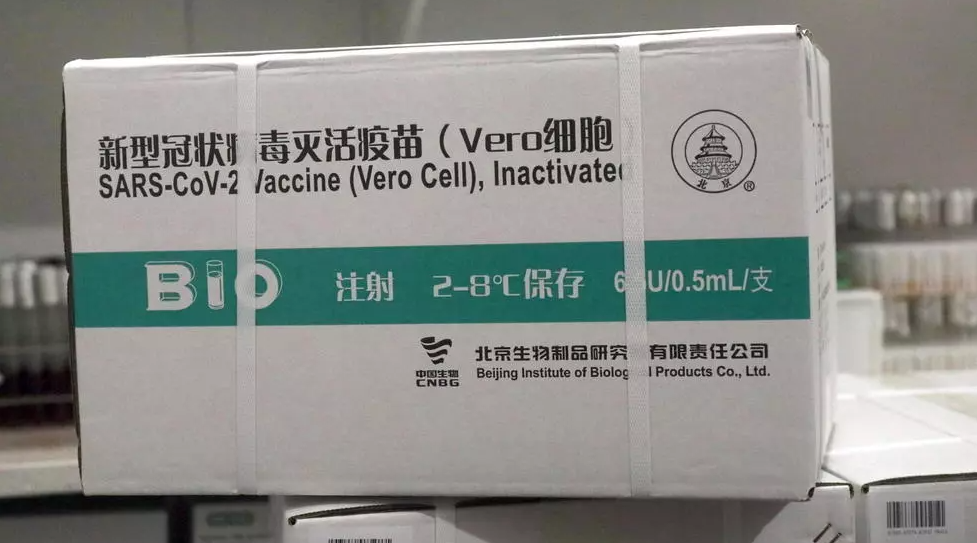 新型冠状病毒灭活疫苗（Vero细胞
SARS-CoV-2 Vaccine (Vero Cell), Inactivated
北京
®
BIO 注射 2-8℃保存 U/0.5mL/支
中国生物
CNBG
北京生物制品研究所有限责任公司
Beijing Institute of Biological Products Co., Ltd.